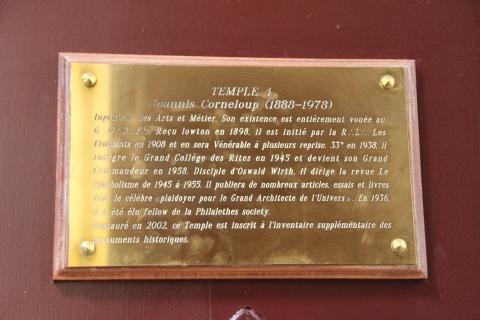 TEMPLE 4
Joannis Corneloup (1888-1978)
Ingénieur des Arts et Métier. Son existence est entiérement vouée au
G. O. D. F. Reçu lowton en 1898, il est initié par la R.·.L.·. Les
Etudiants en 1908 et en sera Vénérable à plusieurs reprise. 33° en 1938, il
intègre le Grand Collège des Rites en 1945 et devient son Grand
Commandeur en 1958. Disciple d'Oswald Wirth, il dirige la revue Le
Symbolisme de 1945 à 1955. Il publiera de nombreux articles, essais et livres
dont le célèbre plaidoyer pour le Grand Architecte de l'Univers. En 1936,
il a été élu fellow de la Philalethes society.
Restauré en 2002, ce Temple est inscrit à l'inventaire supplémentaire des
monuments historiques.